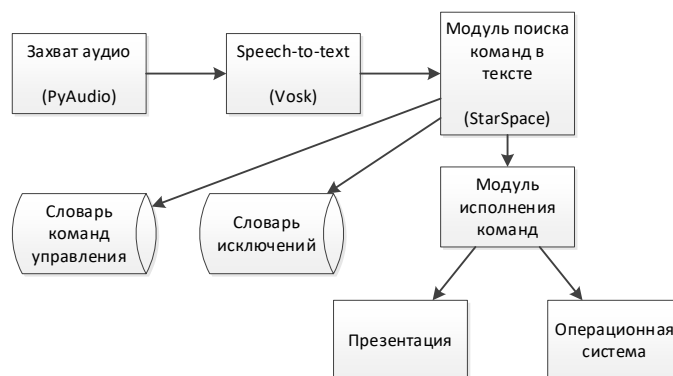 Захват аудио
(PyAudio)
Speech-to-text
(Vosk)
Модуль поиска
команд в
тексте
(StarSpace)
Словарь
команд
управления
Словарь
исключений
Модуль
исполнения
команд
Презентация
Операционная
система